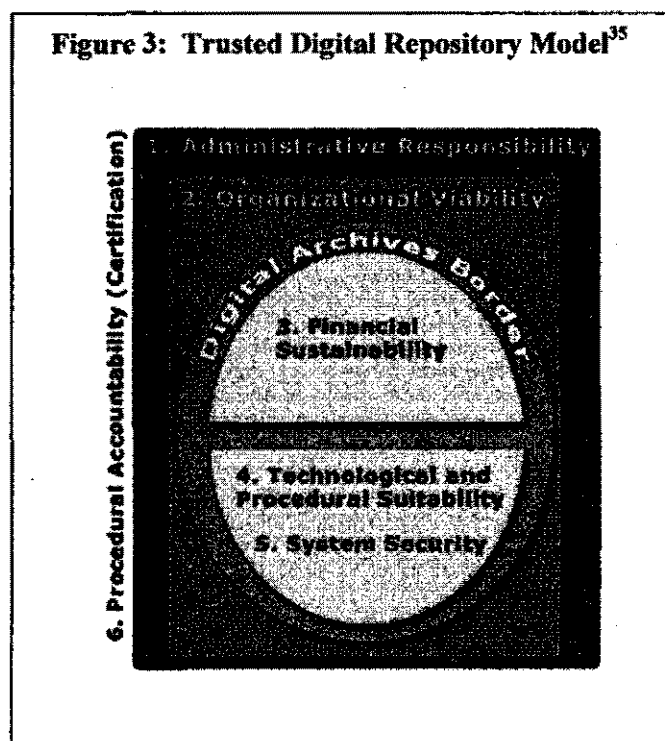 Figure 3: Trusted Digital Repository Model35
1. Administrative Responsibility
2. Organizational Viability
Digital Archives Border
3. Financial
Sustainability
4. Technological and
Procedural Suitability
5. System Security
6. Procedural Accountability (Certification)